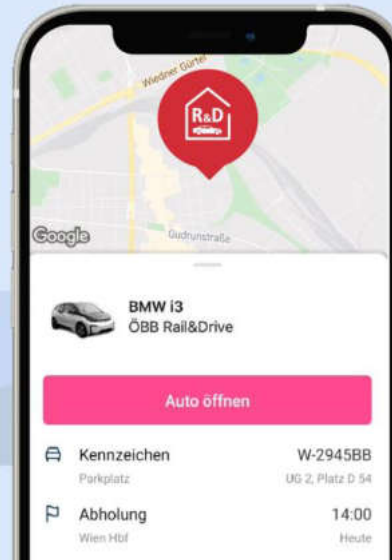 Wiedner Gürtel
R&D
Google
Gudrunstraße
BMW i3
ÖBB Rail&Drive
Auto öffnen
Kennzeichen W-2945BB
Parkplatz UG 2, Platz D 54
Abholung 14:00
Wien Hbf Heute